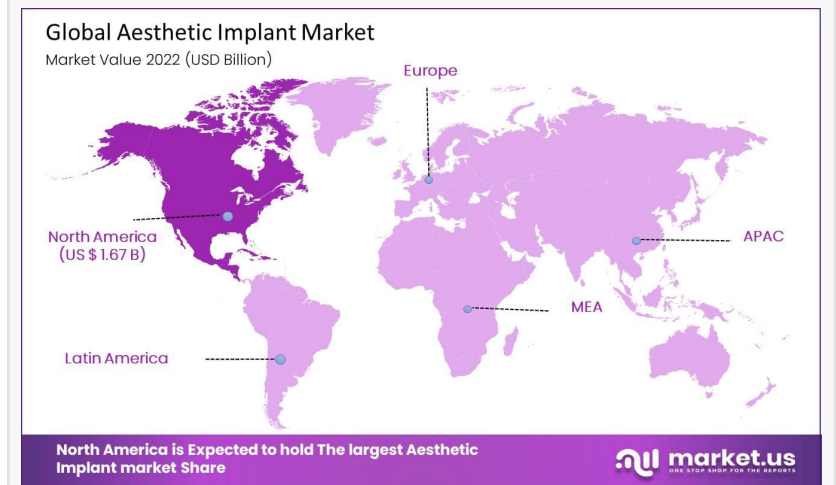 Global Aesthetic Implant Market
Market Value 2022 (USD Billion)
Europe
North America
(US $ 1.67 B)
APAC
MEA
Latin America
North America is Expected to hold The largest Aesthetic
Implant market Share
market.us
ONE STOP SHOP FOR THE REPORTS